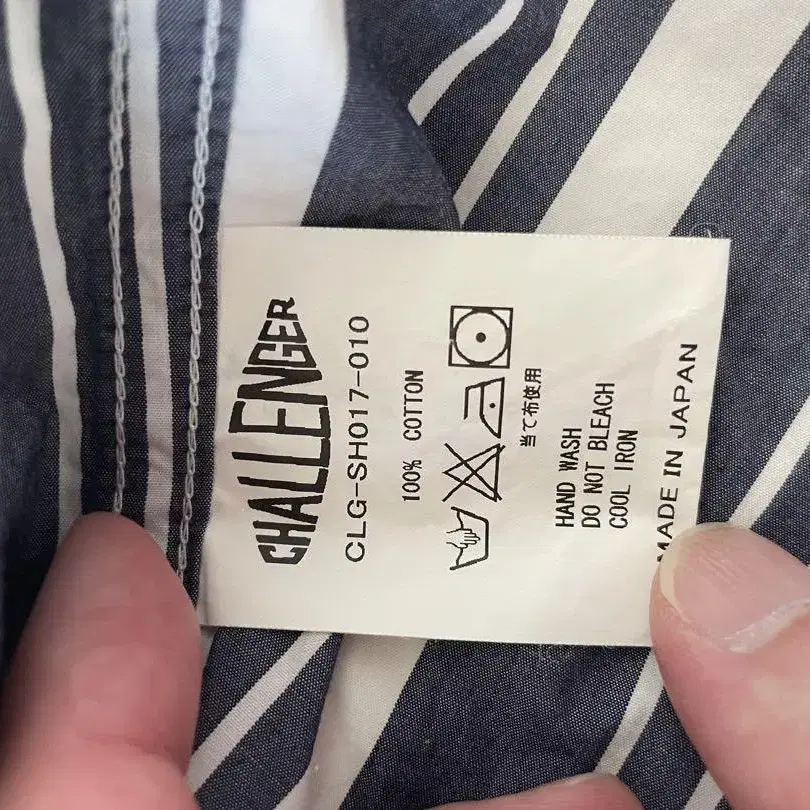 CHALLENGER
CLG-SH017-010
100% COTTON
当て布使用
HAND WASH
DO NOT BLEACH
COOL IRON
MADE IN JAPAN